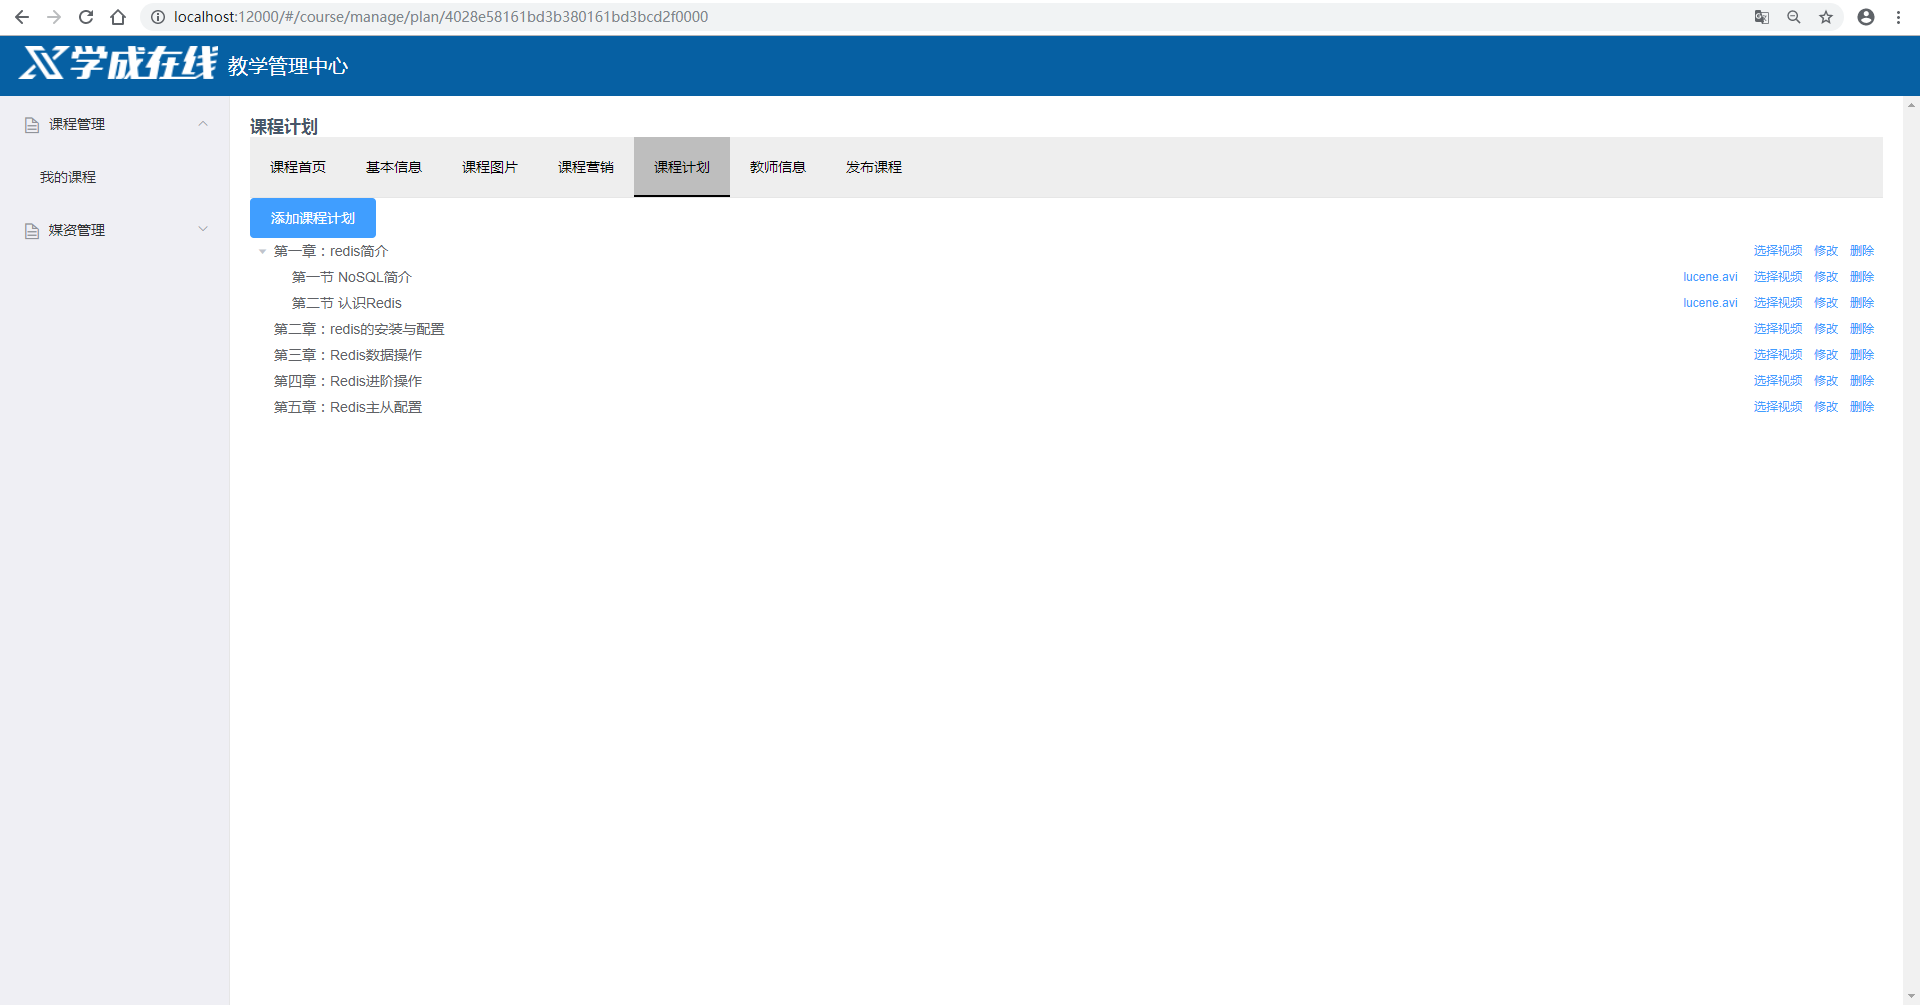 localhost:12000/#/course/manage/plan/4028e58161bd3b380161bd3bcd2f0000
学成在线 教学管理中心
课程管理
我的课程
媒资管理
课程计划
课程首页 基本信息 课程图片 课程营销 课程计划 教师信息 发布课程
添加课程计划
第一章：redis简介 选择视频 修改 删除
第一节 NoSQL简介 lucene.avi 选择视频 修改 删除
第二节 认识Redis lucene.avi 选择视频 修改 删除
第二章：redis的安装与配置 选择视频 修改 删除
第三章：Redis数据操作 选择视频 修改 删除
第四章：Redis进阶操作 选择视频 修改 删除
第五章：Redis主从配置 选择视频 修改 删除